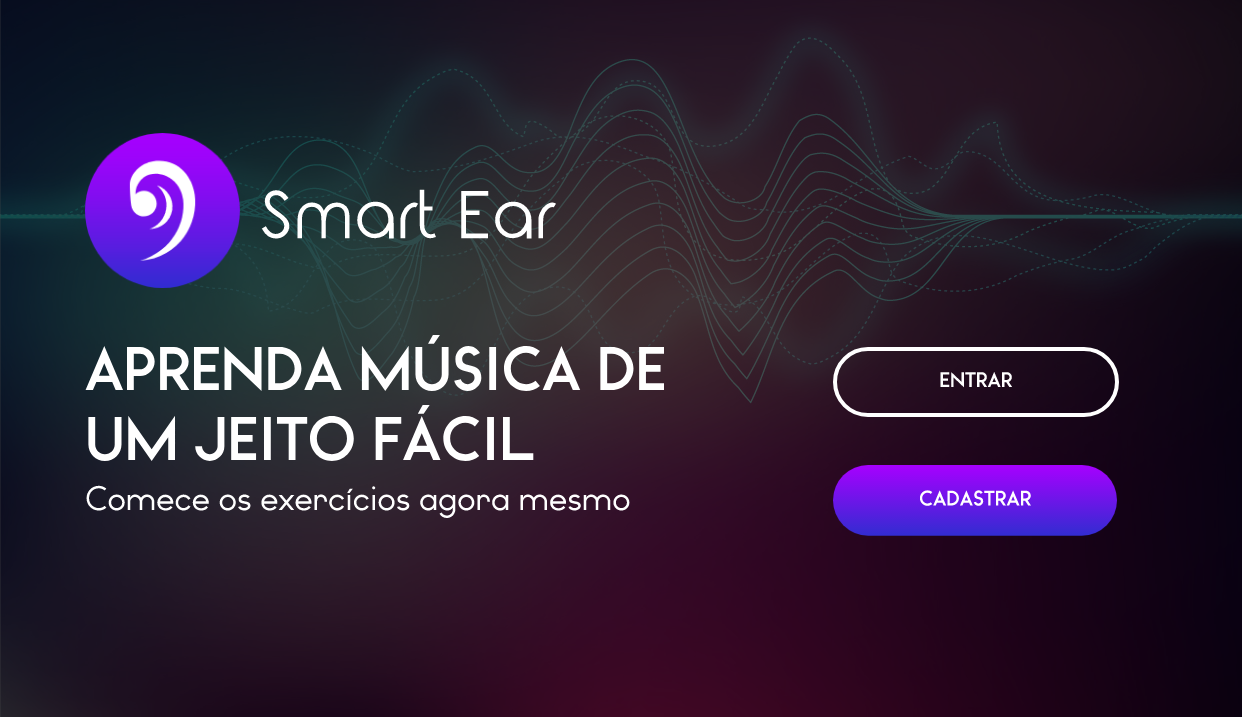 Smart Ear
APRENDA MÚSICA DE
UM JEITO FÁCIL
Comece os exercícios agora mesmo
ENTRAR
CADASTRAR